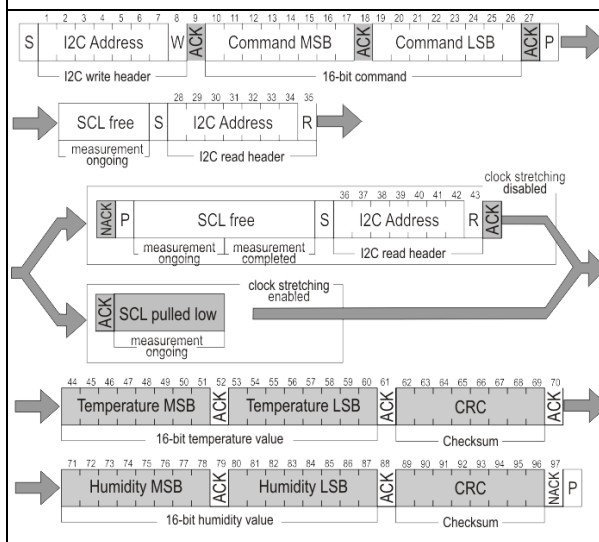 1 2 3 4 5 6 7 8 9 10 11 12 13 14 15 16 17 18 19 20 21 22 23 24 25 26 27
S I2C Address W ACK Command MSB ACK Command LSB ACK P
I2C write header 16-bit command
28 29 30 31 32 33 34 35
SCL free S I2C Address R
measurement I2C read header
ongoing
clock stretching
disabled
36 37 38 39 40 41 42 43
NACK P SCL free S I2C Address R ACK
measurement measurement I2C read header
ongoing completed
clock stretching
enabled
ACK SCL pulled low
measurement
ongoing
44 45 46 47 48 49 50 51 52 53 54 55 56 57 58 59 60 61 62 63 64 65 66 67 68 69 70
Temperature MSB ACK Temperature LSB ACK CRC ACK
16-bit temperature value Checksum
71 72 73 74 75 76 77 78 79 80 81 82 83 84 85 86 87 88 89 90 91 92 93 94 95 96 97
Humidity MSB ACK Humidity LSB ACK CRC NACK P
16-bit humidity value Checksum